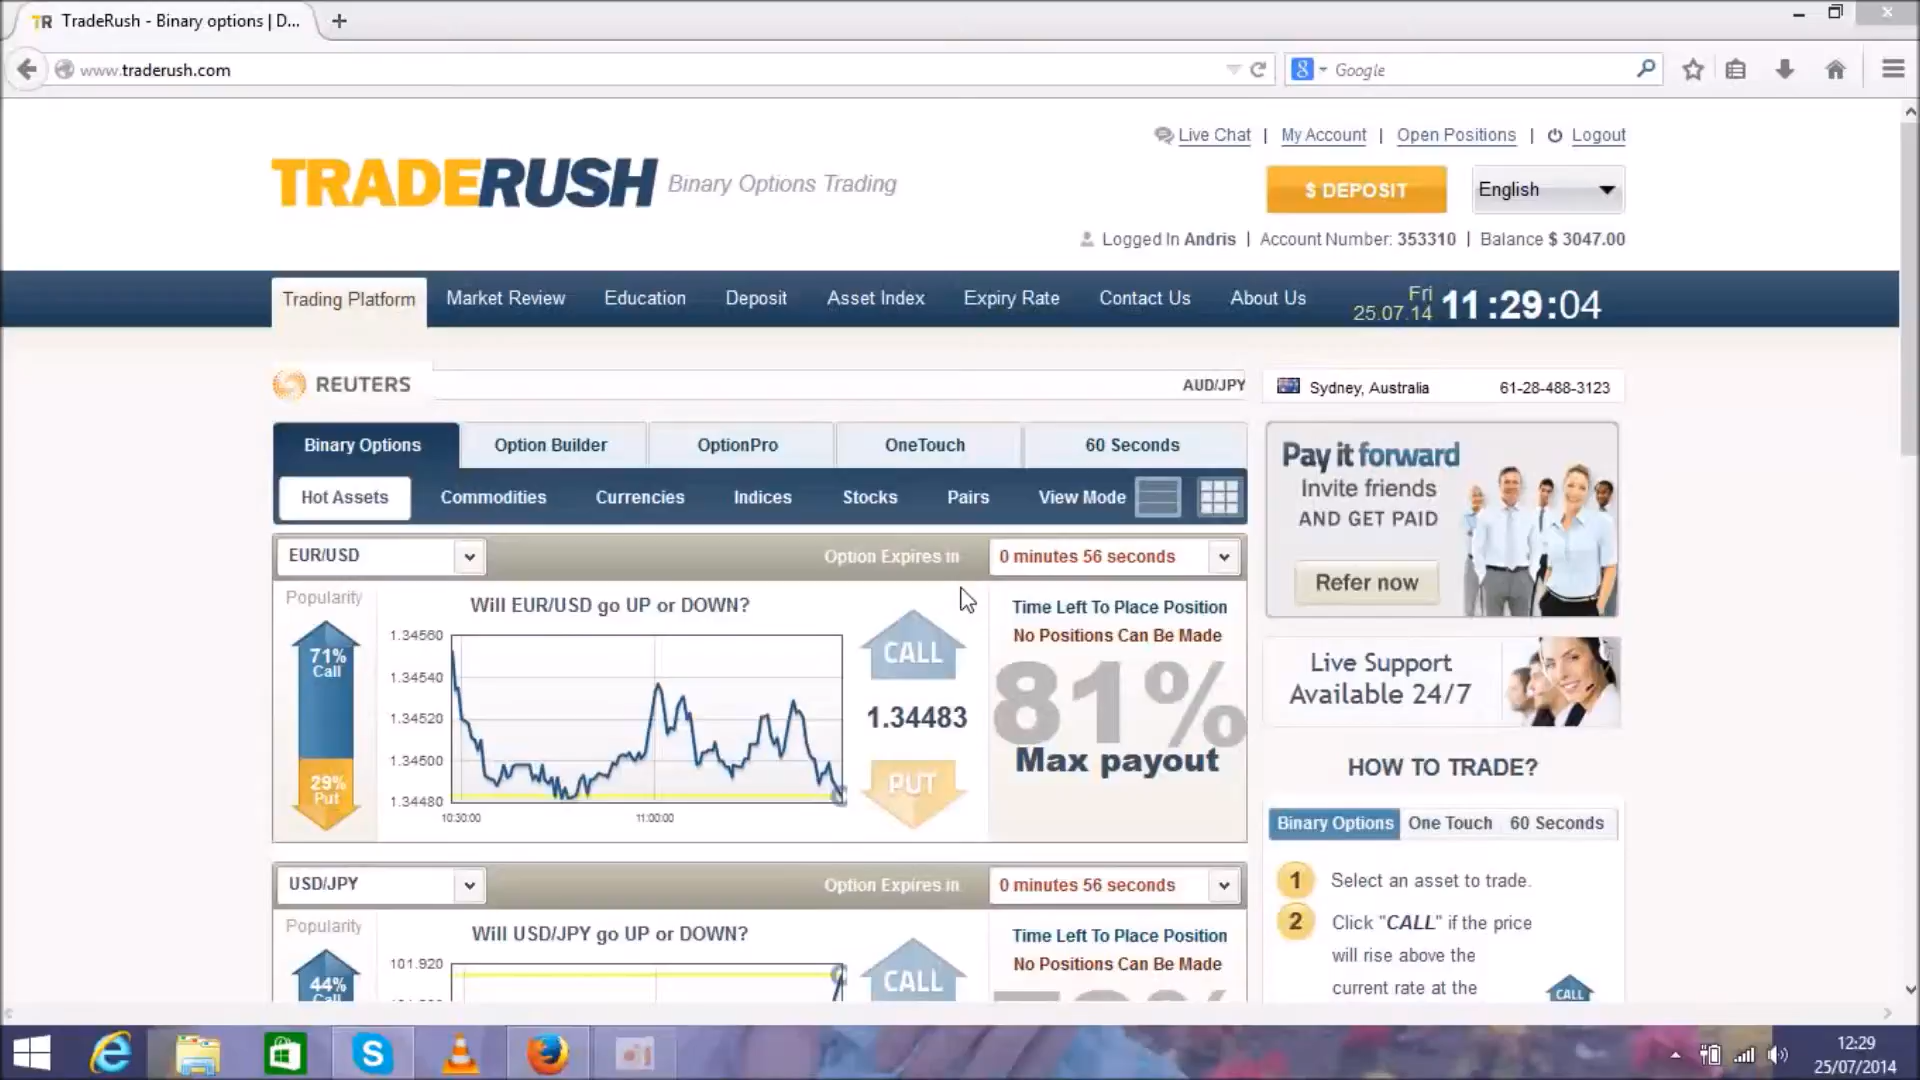 TR TradeRush - Binary options | D...
www.traderush.com
Google
Live Chat | My Account | Open Positions | Logout
TRADERUSH Binary Options Trading
$ DEPOSIT
English
Logged In Andris | Account Number: 353310 | Balance $ 3047.00
Trading Platform Market Review Education Deposit Asset Index Expiry Rate Contact Us About Us
Fri
25.07.14
11:29:04
REUTERS
AUD/JPY
Sydney, Australia 61-28-488-3123
Binary Options Option Builder OptionPro OneTouch 60 Seconds
Hot Assets Commodities Currencies Indices Stocks Pairs View Mode
EUR/USD
Option Expires in 0 minutes 56 seconds
Popularity
71%
Call
29%
Put
Will EUR/USD go UP or DOWN?
1.34560
1.34540
1.34520
1.34500
1.34480
10:30:00 11:00:00
CALL
1.34483
PUT
Time Left To Place Position
No Positions Can Be Made
81%
Max payout
USD/JPY
Option Expires in 0 minutes 56 seconds
Popularity
44%
Call
Will USD/JPY go UP or DOWN?
101.920
CALL
Time Left To Place Position
No Positions Can Be Made
Pay it forward
Invite friends
AND GET PAID
Refer now
Live Support
Available 24/7
HOW TO TRADE?
Binary Options One Touch 60 Seconds
1 Select an asset to trade.
2 Click "CALL" if the price
will rise above the
current rate at the
CALL
12:29
25/07/2014